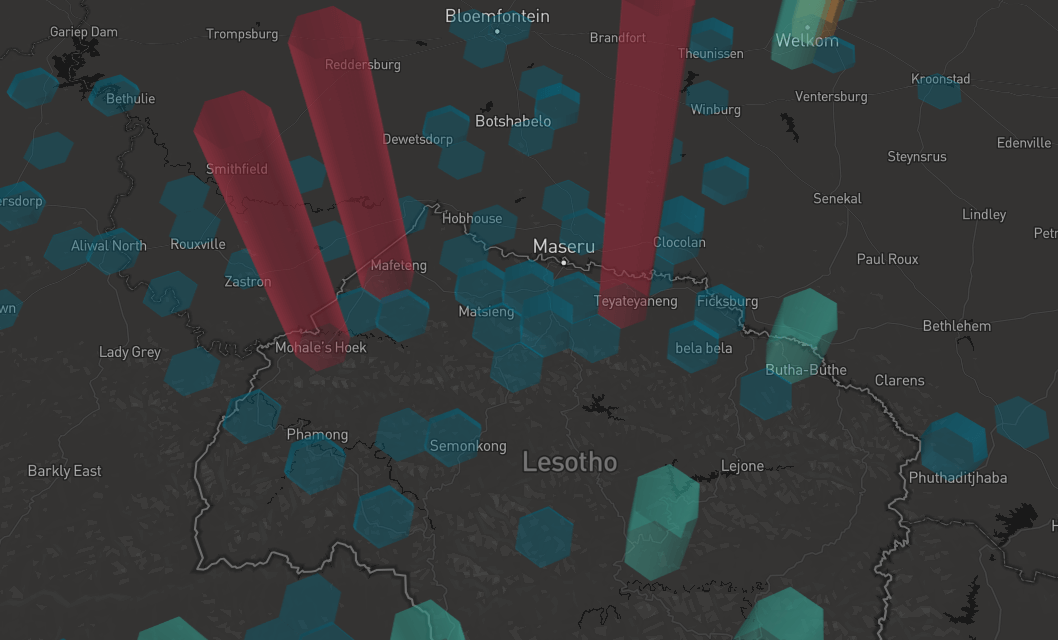 Bloemfontein
Gariep Dam
Trompsburg
Brandfort
Welkom
Theunissen
Reddersburg
Kroonstad
Bethulie
Ventersburg
Winburg
Botshabelo
Dewetsdorp
Edenville
Steynsrus
Smithfield
Senekal
ersdorp
Lindley
Hobhouse
Petr
Aliwal North
Rouxville
Maseru
Clocolan
Mafeteng
Paul Roux
Zastron
Teyateyaneng
Ficksburg
wn
Matsieng
Bethlehem
Lady Grey
Mohale's Hoek
bela bela
Butha-Buthe
Clarens
Phamong
Semonkong
Barkly East
Lesotho
Lejone
Phuthaditjhaba
H